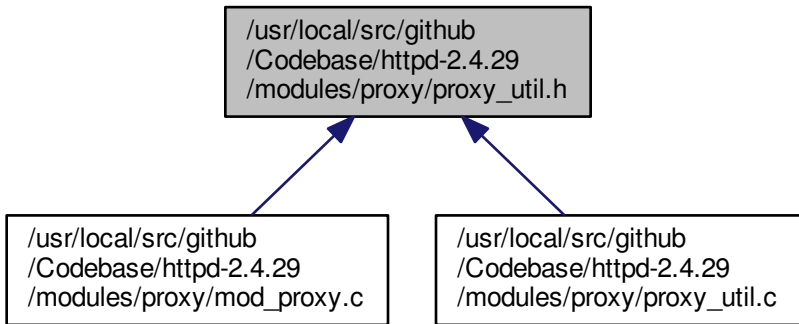 /usr/local/src/github
/Codebase/httpd-2.4.29
/modules/proxy/proxy_util.h
/usr/local/src/github
/Codebase/httpd-2.4.29
/modules/proxy/mod_proxy.c
/usr/local/src/github
/Codebase/httpd-2.4.29
/modules/proxy/proxy_util.c